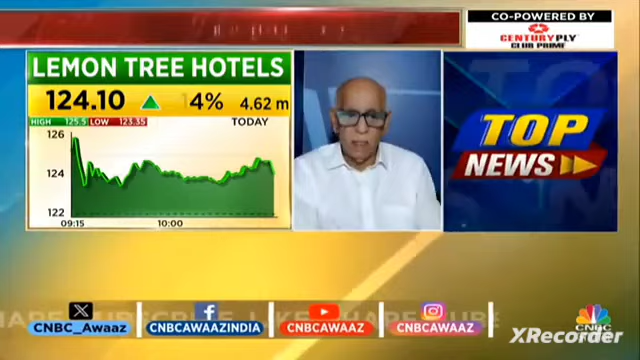 CO-POWERED BY
CENTURYPLY
CLUB PRIME
LEMON TREE HOTELS
124.10 4% 4.62 m
HIGH 125.5 LOW 123.35 TODAY
126
124
122
09:15 10:00
TOP
NEWS
CNBC_Awaaz
CNBCAWAAZINDIA
CNBCAWAAZ
CNBCAWAAZ
CNBC
XRecorder